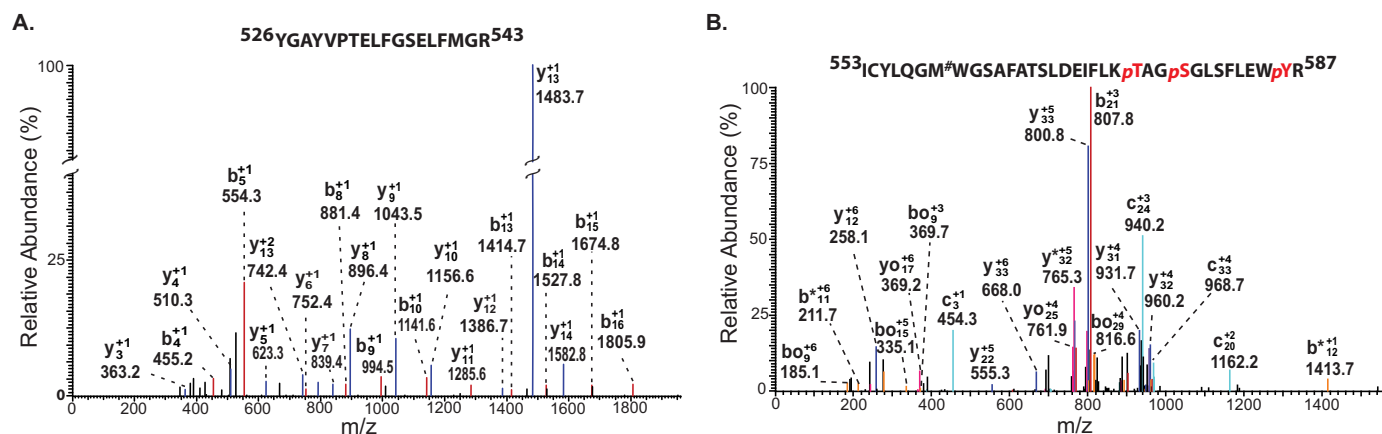 A.
526YGAYVPTELFGSELFMGR543
Relative Abundance (%)
100
25
0
y13+1
1483.7
b5+1
554.3
y13+2
742.4
y4+1
510.3
b4+1
455.2
y3+1
363.2
y5+1
623.3
y6+1
752.4
y7+1
839.4
b8+1
881.4
y8+1
896.4
b9+1
994.5
y9+1
1043.5
b10+1
1141.6
y10+1
1156.6
y11+1
1285.6
y12+1
1386.7
b13+1
1414.7
b14+1
1527.8
y14+1
1582.8
b15+1
1674.8
b16+1
1805.9
0 200 400 600 800 1000 1200 1400 1600 1800
m/z
B.
553ICYLQGM#WGSAFATSLDEIFLKpTAGpSGLSFLEWpYR587
Relative Abundance (%)
100
75
50
25
0
bo9+6
185.1
b*11+6
211.7
y12+6
258.1
bo15+5
335.1
yo17+6
369.2
bo9+3
369.7
c3+1
454.3
y22+5
555.3
y33+6
668.0
yo25+4
761.9
y*32+5
765.3
y33+5
800.8
b21+3
807.8
bo29+4
816.6
y31+4
931.7
c24+3
940.2
y32+4
960.2
c33+4
968.7
c20+2
1162.2
b*12+1
1413.7
0 200 400 600 800 1000 1200 1400
m/z